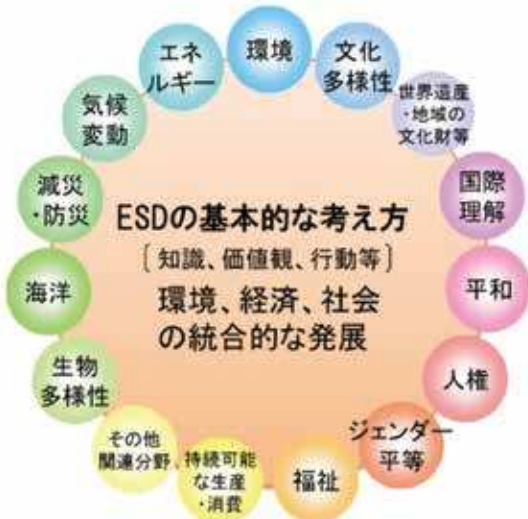 環境
文化
多様性
世界遺産
・地域の
文化財等
国際
理解
平和
人権
ジェンダー
平等
福祉
持続可能
な生産
・消費
その他
関連分野
生物
多様性
海洋
減災
・防災
気候
変動
エネ
ルギー
ESDの基本的な考え方
[知識、価値観、行動等]
環境、経済、社会
の統合的な発展